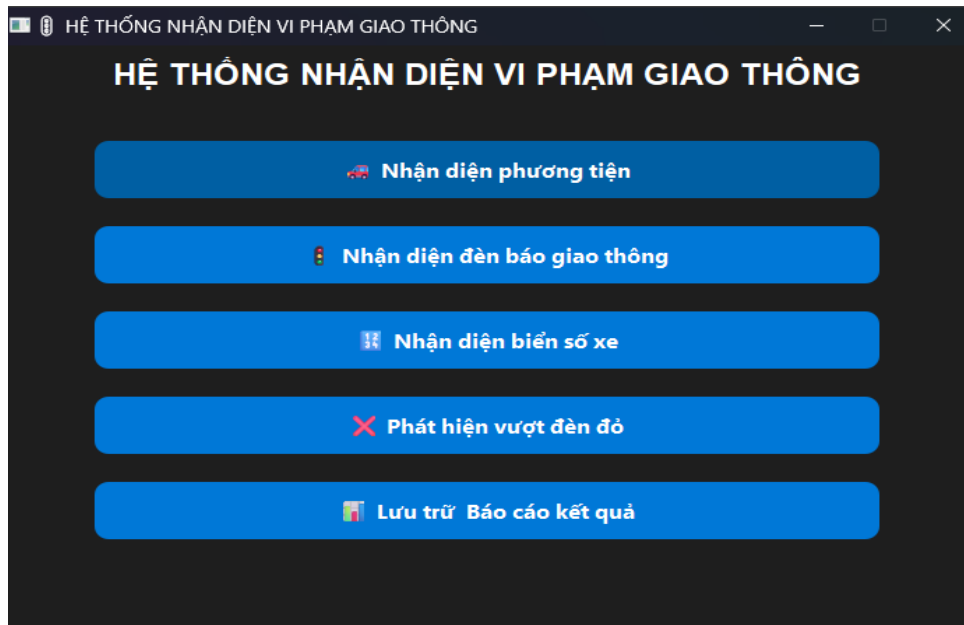 HỆ THỐNG NHẬN DIỆN VI PHẠM GIAO THÔNG
HỆ THỐNG NHẬN DIỆN VI PHẠM GIAO THÔNG
Nhận diện phương tiện
Nhận diện đèn báo giao thông
Nhận diện biển số xe
Phát hiện vượt đèn đỏ
Lưu trữ Báo cáo kết quả